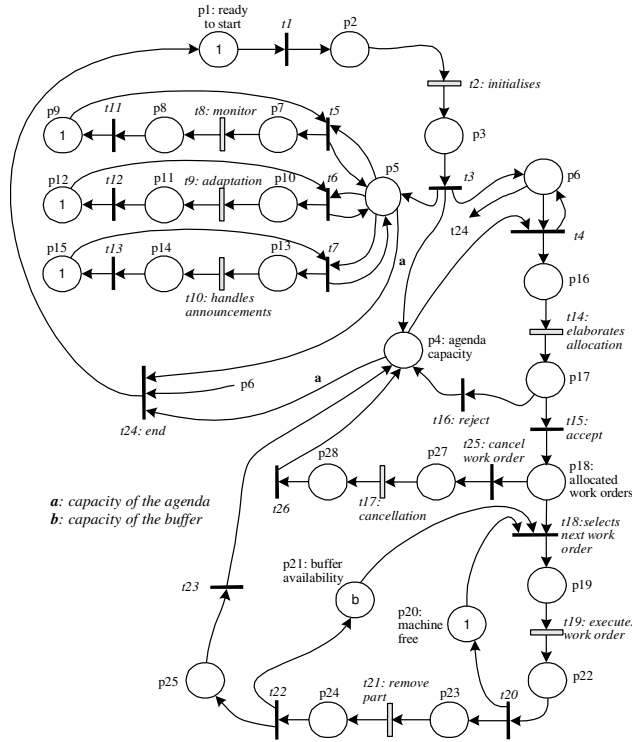 p1: ready
to start
1
t1
p2
t2: initialises
p3
t3
p9
1
t11
p8
t8: monitor
p7
t5
p12
1
t12
p11
t9: adaptation
p10
t6
p5
p15
1
t13
p14
t10: handles
announcements
p13
t7
p6
t24
t4
a
p16
t14:
elaborates
allocation
p4: agenda
capacity
p17
p6
a
t24: end
t16: reject
t15:
accept
t25: cancel
work order
p28
p27
p18:
allocated
work orders
t26
t17:
cancellation
a: capacity of the agenda
b: capacity of the buffer
t18:selects
next work
order
p21: buffer
availability
b
p20:
machine
free
1
p19
t23
t19: executes
work order
p25
t22
p24
t21: remove
part
p23
t20
p22